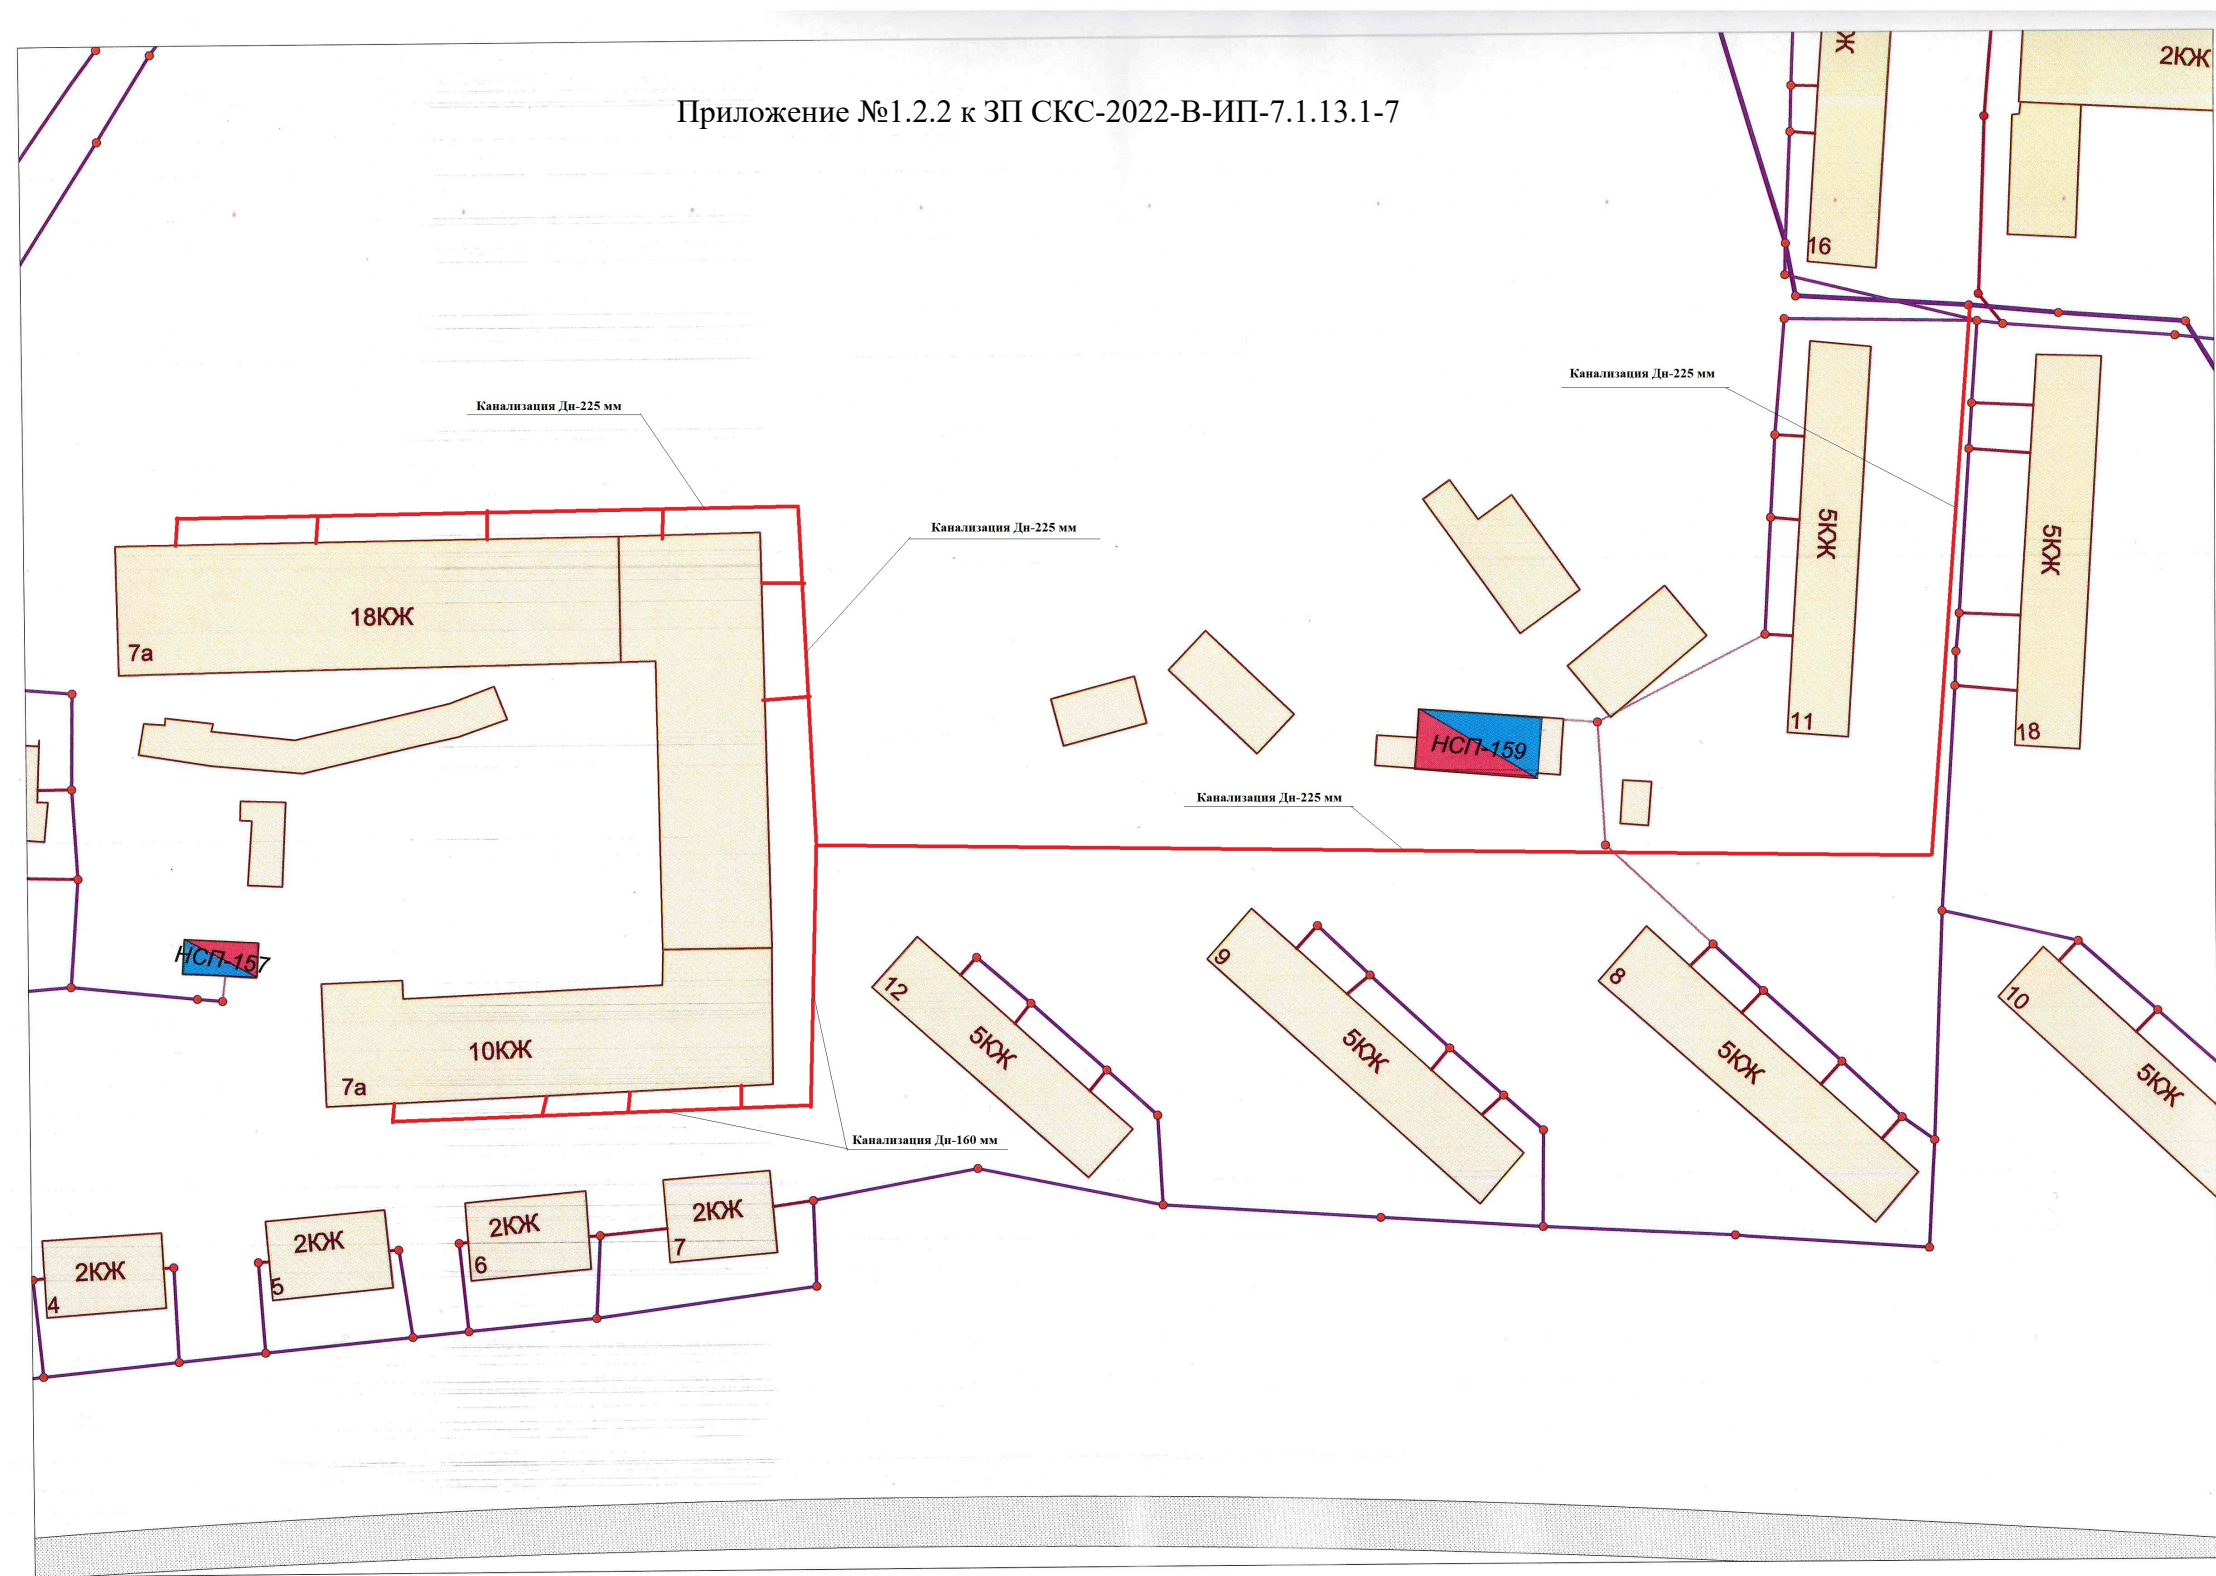 Приложение №1.2.2 к ЗП СКС-2022-В-ИП-7.1.13.1-7
Ж
2КЖ
16
Канализация Дн-225 мм
Канализация Дн-225 мм
Канализация Дн-225 мм
5КЖ
5КЖ
18КЖ
7а
11
18
НСП-159
Канализация Дн-225 мм
НСП-157
10КЖ
7а
12
5КЖ
9
5КЖ
8
5КЖ
10
5КЖ
Канализация Дн-160 мм
2КЖ
4
2КЖ
5
2КЖ
6
2КЖ
7